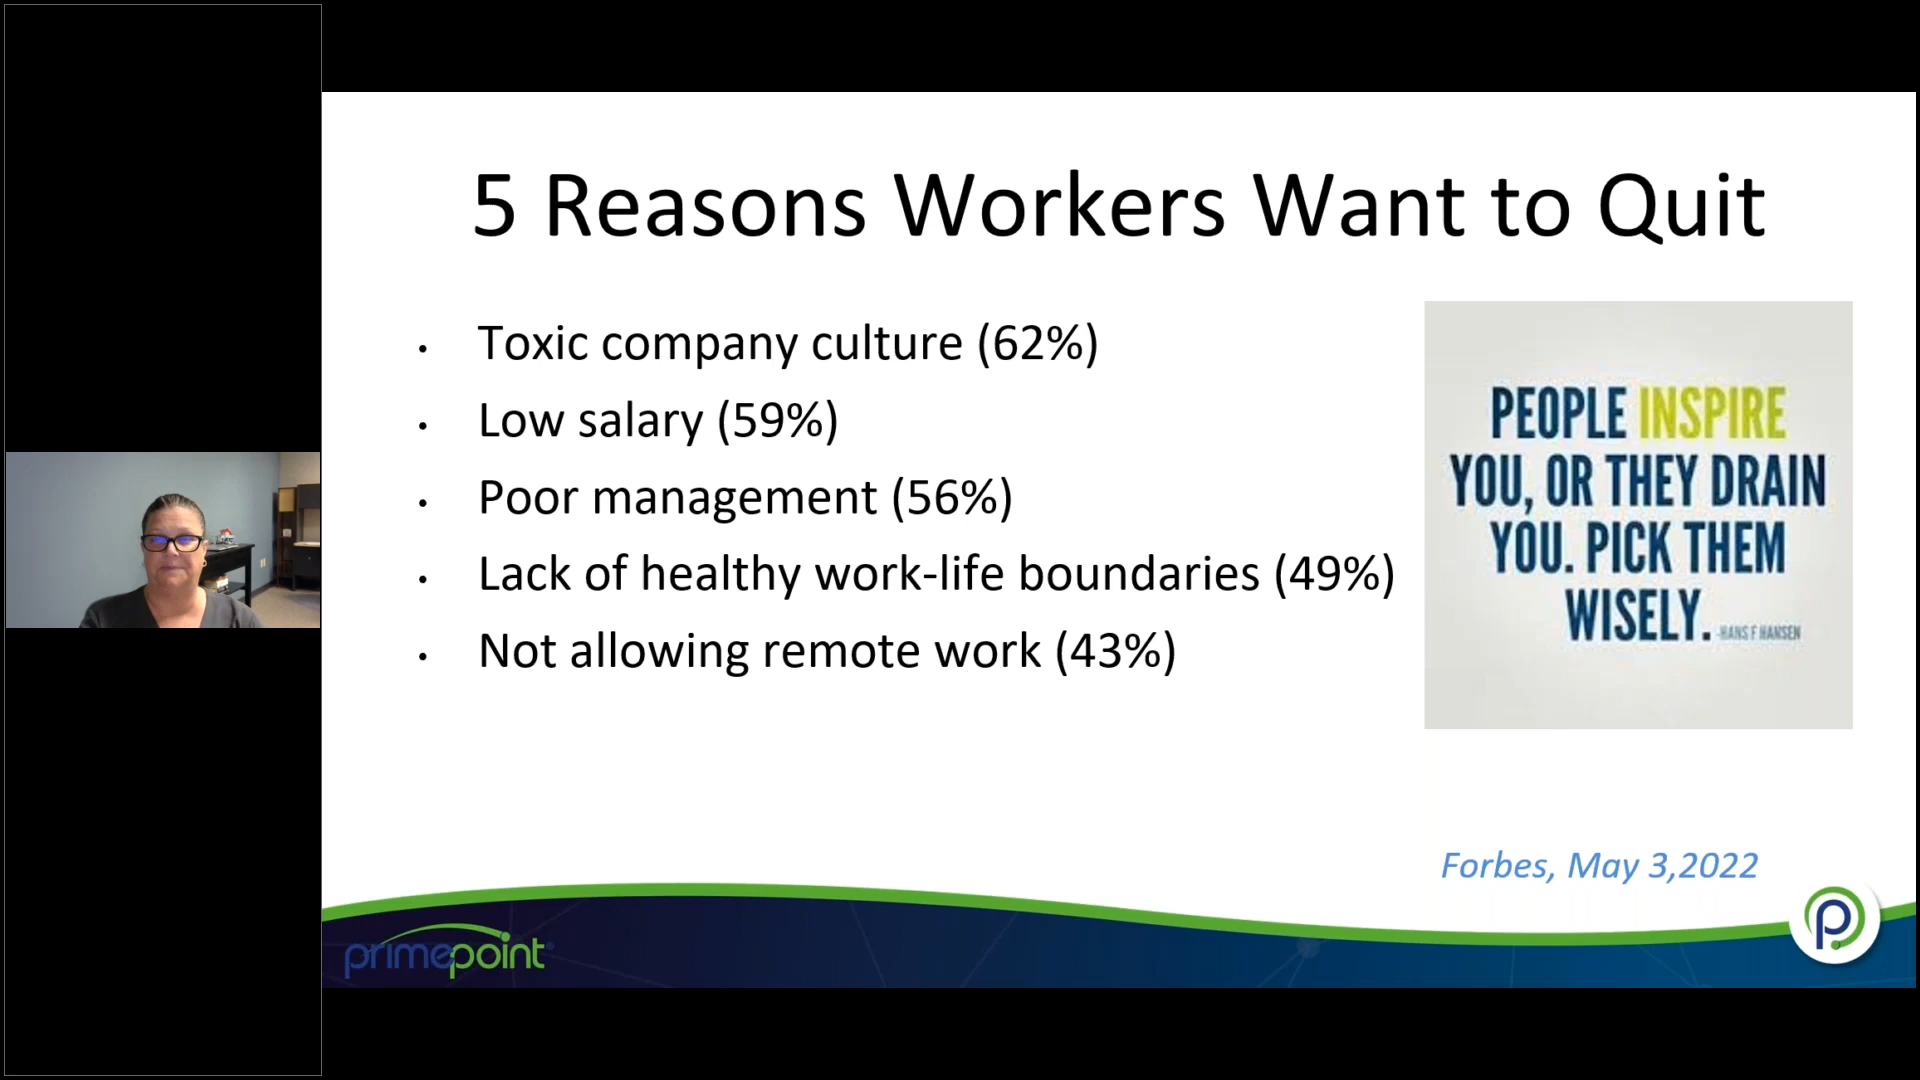 5 Reasons Workers Want to Quit
• Toxic company culture (62%)
• Low salary (59%)
• Poor management (56%)
• Lack of healthy work-life boundaries (49%)
• Not allowing remote work (43%)
PEOPLE INSPIRE
YOU, OR THEY DRAIN
YOU. PICK THEM
WISELY. -HANS F HANSEN
Forbes, May 3,2022
primepoint
p